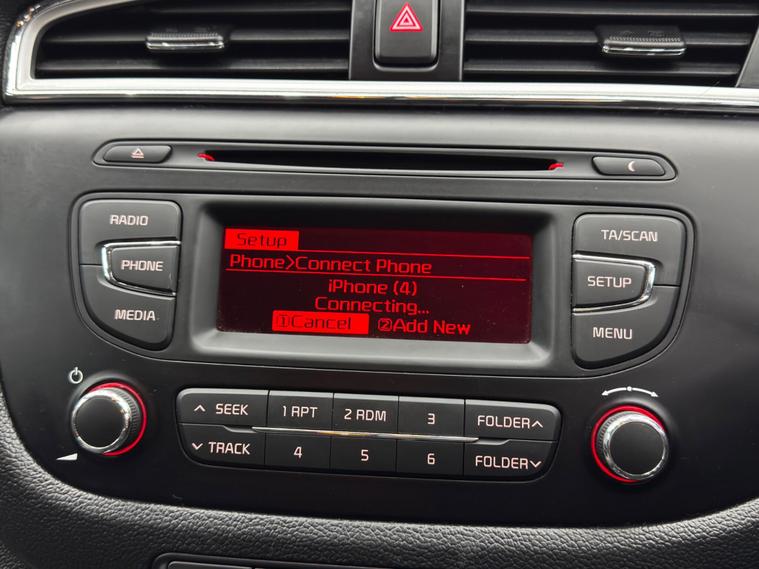 RADIO
PHONE
MEDIA
Setup
Phone>Connect Phone
iPhone (4)
Connecting...
①Cancel ②Add New
TA/SCAN
SETUP
MENU
SEEK 1 RPT 2 RDM 3 FOLDER
TRACK 4 5 6 FOLDER